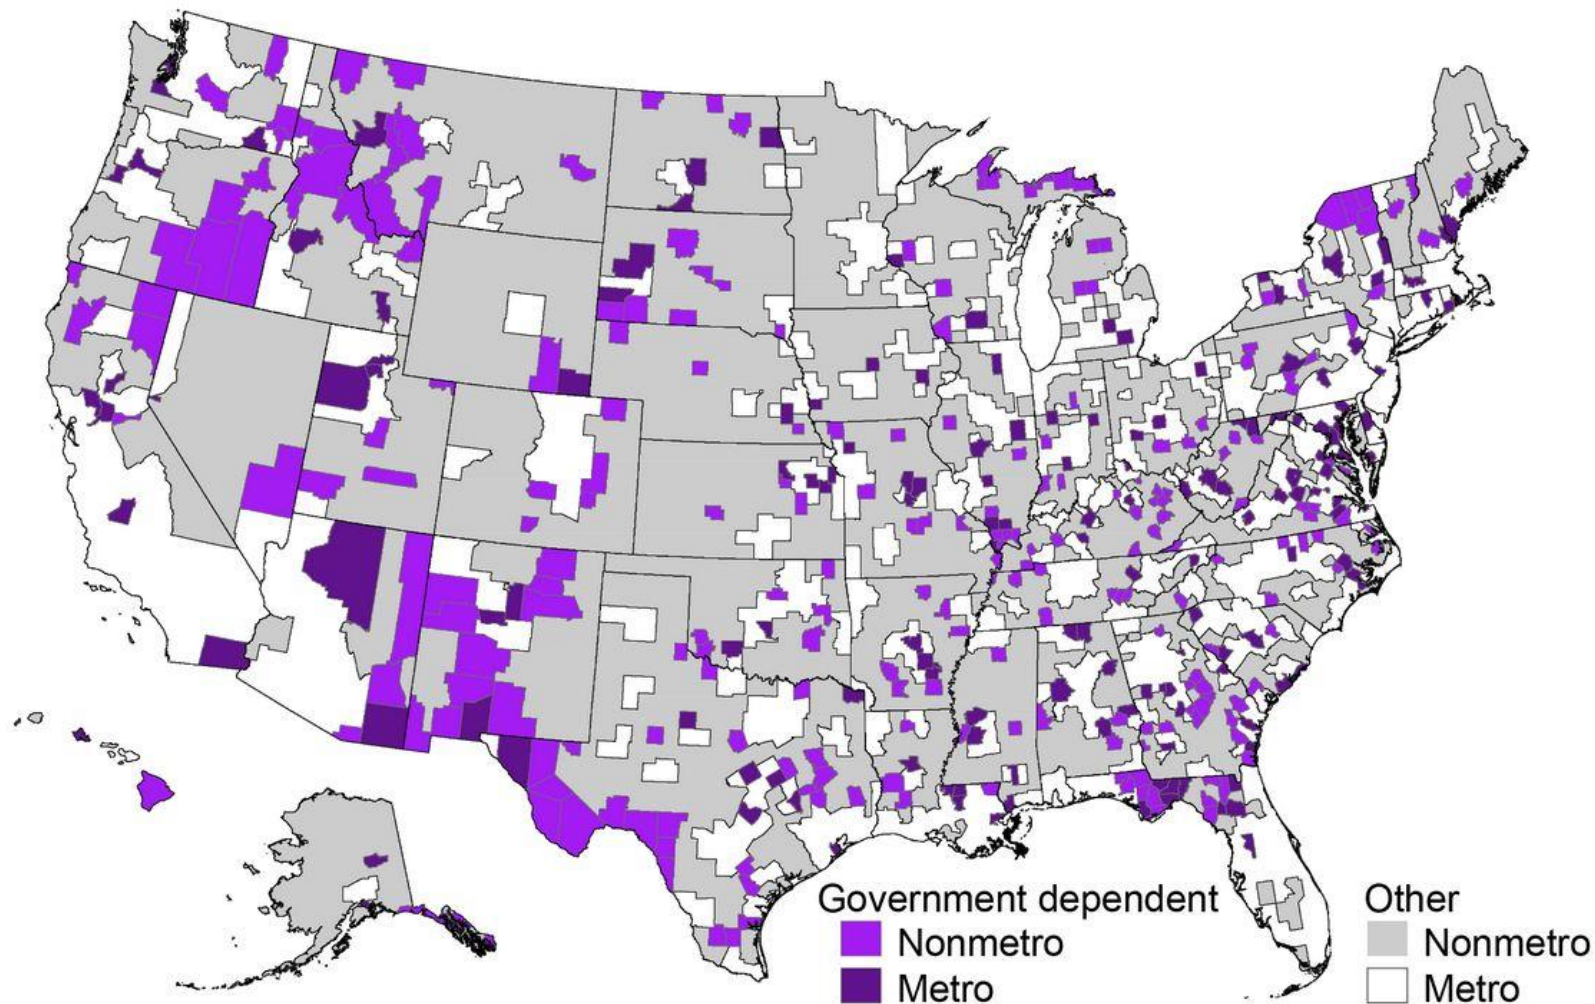 Government dependent
Nonmetro
Metro
Other
Nonmetro
Metro